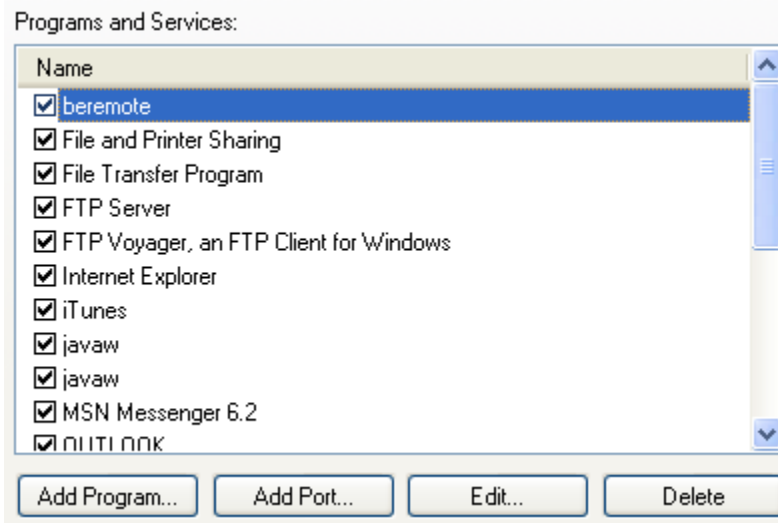 Programs and Services:
Name
beremote
File and Printer Sharing
File Transfer Program
FTP Server
FTP Voyager, an FTP Client for Windows
Internet Explorer
iTunes
javaw
javaw
MSN Messenger 6.2
OUTLOOK
Add Program... Add Port... Edit... Delete